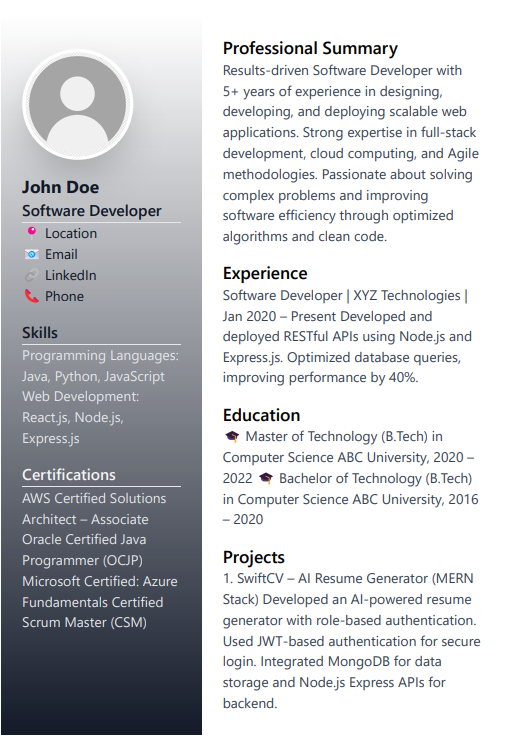 John Doe
Software Developer
📍 Location
📧 Email
🔗 LinkedIn
📞 Phone
Skills
Programming Languages:
Java, Python, JavaScript
Web Development:
React.js, Node.js,
Express.js
Certifications
AWS Certified Solutions
Architect – Associate
Oracle Certified Java
Programmer (OCJP)
Microsoft Certified: Azure
Fundamentals Certified
Scrum Master (CSM)
Professional Summary
Results-driven Software Developer with
5+ years of experience in designing,
developing, and deploying scalable web
applications. Strong expertise in full-stack
development, cloud computing, and Agile
methodologies. Passionate about solving
complex problems and improving
software efficiency through optimized
algorithms and clean code.
Experience
Software Developer | XYZ Technologies |
Jan 2020 – Present Developed and
deployed RESTful APIs using Node.js and
Express.js. Optimized database queries,
improving performance by 40%.
Education
🎓 Master of Technology (B.Tech) in
Computer Science ABC University, 2020 –
2022 🎓 Bachelor of Technology (B.Tech)
in Computer Science ABC University, 2016
– 2020
Projects
1. SwiftCV – AI Resume Generator (MERN
Stack) Developed an AI-powered resume
generator with role-based authentication.
Used JWT-based authentication for secure
login. Integrated MongoDB for data
storage and Node.js Express APIs for
backend.